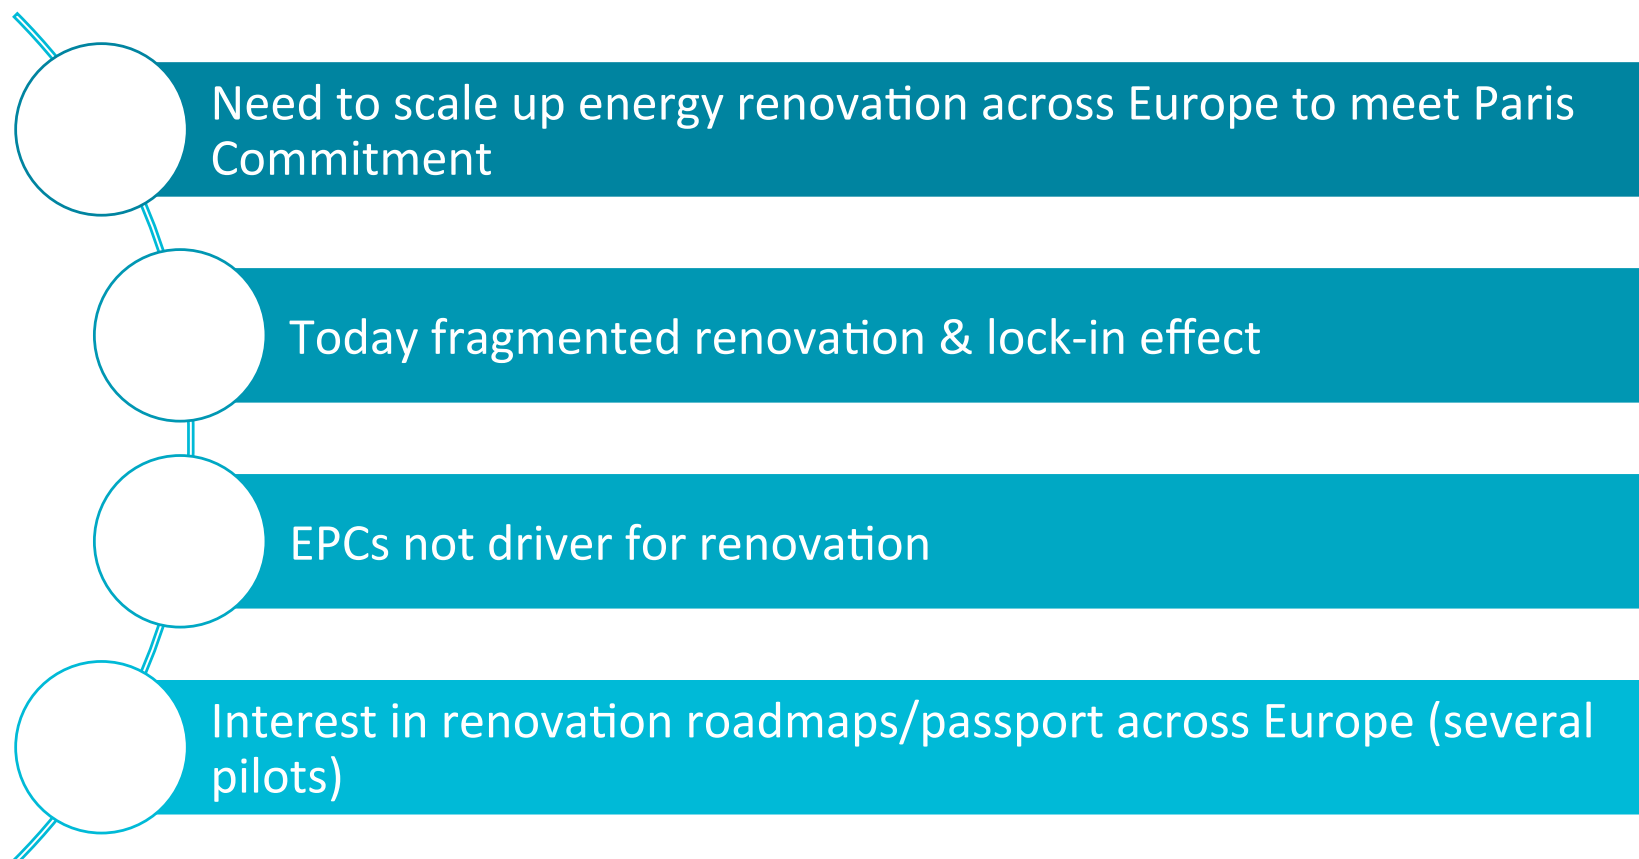 Need to scale up energy renovation across Europe to meet Paris
Commitment
Today fragmented renovation & lock-in effect
EPCs not driver for renovation
Interest in renovation roadmaps/passport across Europe (several
pilots)